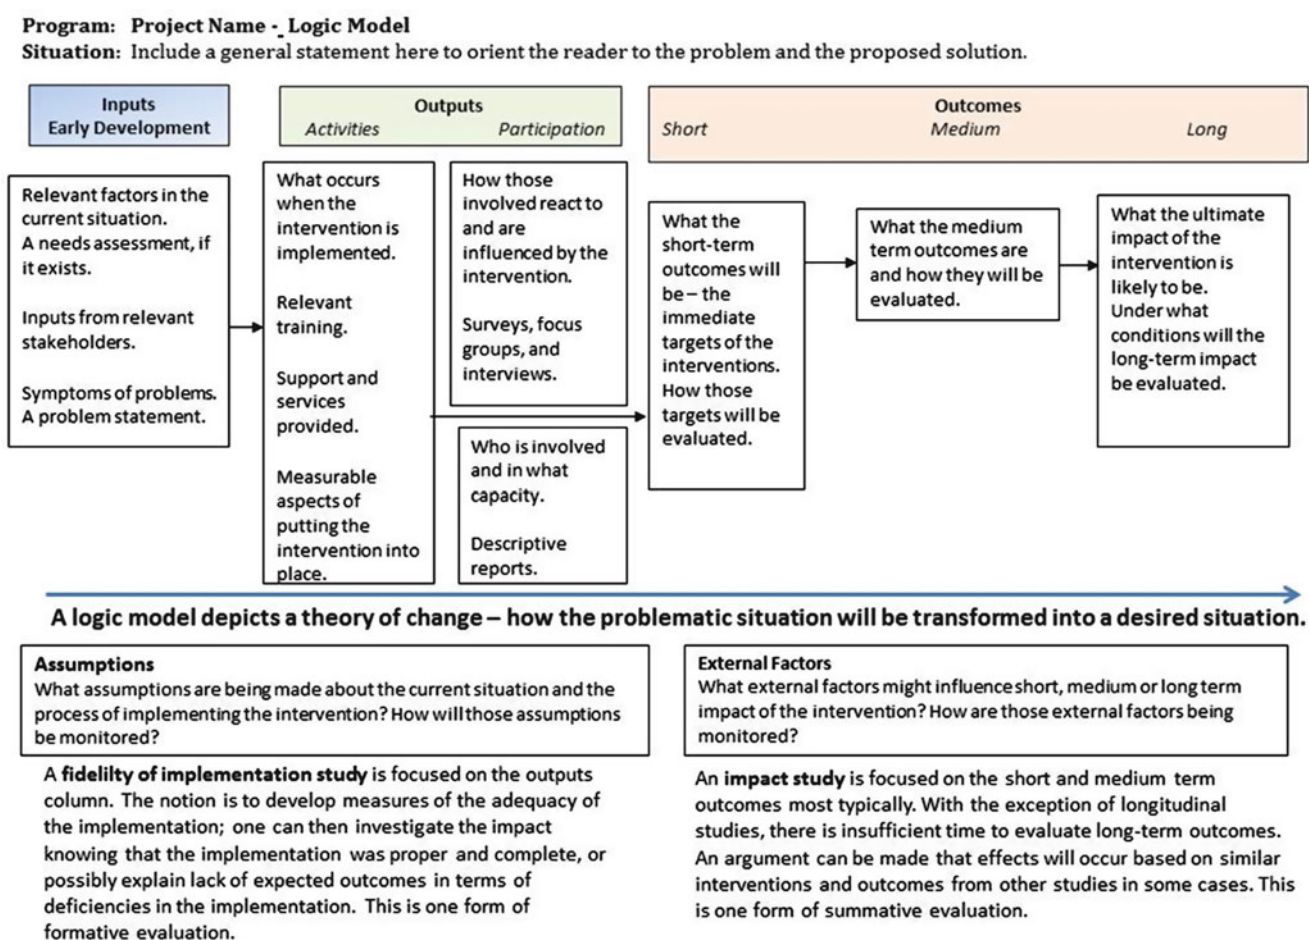 Program: Project Name - Logic Model
Situation: Include a general statement here to orient the reader to the problem and the proposed solution.
Inputs
Early Development
Outputs
Activities Participation
Outcomes
Short Medium Long
Relevant factors in the
current situation.
A needs assessment, if
it exists.
Inputs from relevant
stakeholders.
Symptoms of problems.
A problem statement.
What occurs
when the
intervention is
implemented.
Relevant
training.
Support and
services
provided.
Measurable
aspects of
putting the
intervention into
place.
How those
involved react to
and are
influenced by the
intervention.
Surveys, focus
groups, and
interviews.
Who is involved
and in what
capacity.
Descriptive
reports.
What the
short-term
outcomes will
be – the
immediate
targets of the
interventions.
How those
targets will be
evaluated.
What the medium
term outcomes are
and how they will be
evaluated.
What the ultimate
impact of the
intervention is
likely to be.
Under what
conditions will the
long-term impact
be evaluated.
A logic model depicts a theory of change – how the problematic situation will be transformed into a desired situation.
Assumptions
What assumptions are being made about the current situation and the
process of implementing the intervention? How will those assumptions
be monitored?
External Factors
What external factors might influence short, medium or long term
impact of the intervention? How are those external factors being
monitored?
A fidelilty of implementation study is focused on the outputs
column. The notion is to develop measures of the adequacy of
the implementation; one can then investigate the impact
knowing that the implementation was proper and complete, or
possibly explain lack of expected outcomes in terms of
deficiencies in the implementation. This is one form of
formative evaluation.
An impact study is focused on the short and medium term
outcomes most typically. With the exception of longitudinal
studies, there is insufficient time to evaluate long-term outcomes.
An argument can be made that effects will occur based on similar
interventions and outcomes from other studies in some cases. This
is one form of summative evaluation.